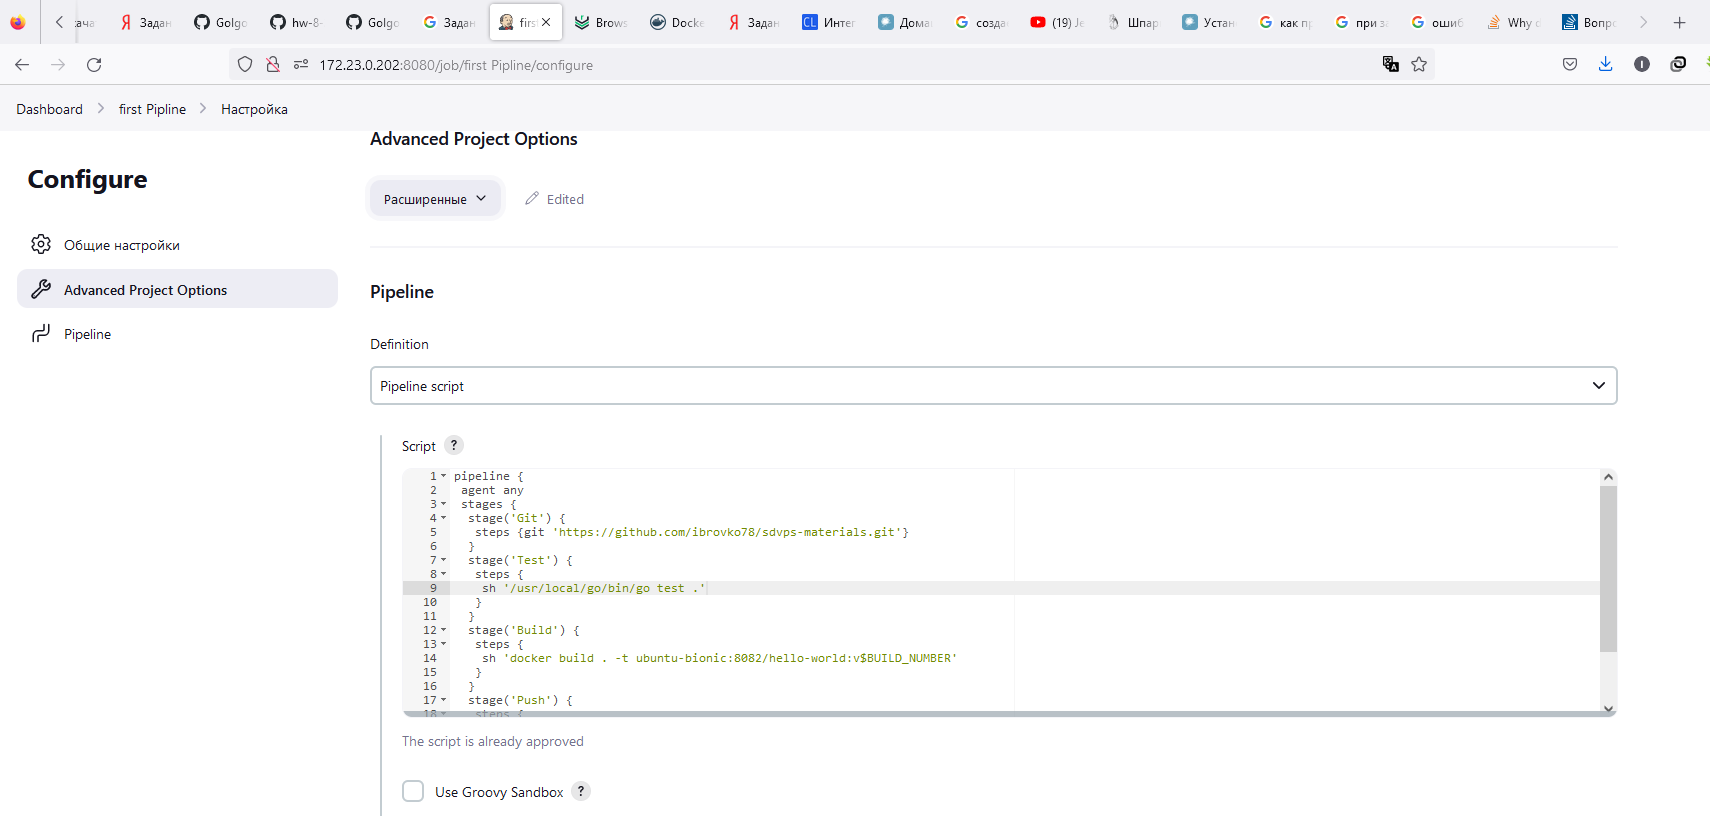 Задан
Golgo
hw-8-
Golgo
Задан
firs
Brows
Docke
Задан
CL Интег
Дома
созда
(19) Je
Шпар
Устан
как пр
при за
ошиб
Why d
Вопро
172.23.0.202:8080/job/first Pipline/configure
Dashboard > first Pipline > Настройка
Configure
Общие настройки
Advanced Project Options
Pipeline
Advanced Project Options
Расширенные
Edited
Pipeline
Definition
Pipeline script
Script ?
1 pipeline {
2 agent any
3 stages {
4 stage('Git') {
5 steps {git 'https://github.com/ibrovko78/sdvps-materials.git'}
6 }
7 stage('Test') {
8 steps {
9 sh '/usr/local/go/bin/go test .'
10 }
11 }
12 stage('Build') {
13 steps {
14 sh 'docker build . -t ubuntu-bionic:8082/hello-world:v$BUILD_NUMBER'
15 }
16 }
17 stage('Push') {
18 steps {
The script is already approved
Use Groovy Sandbox ?